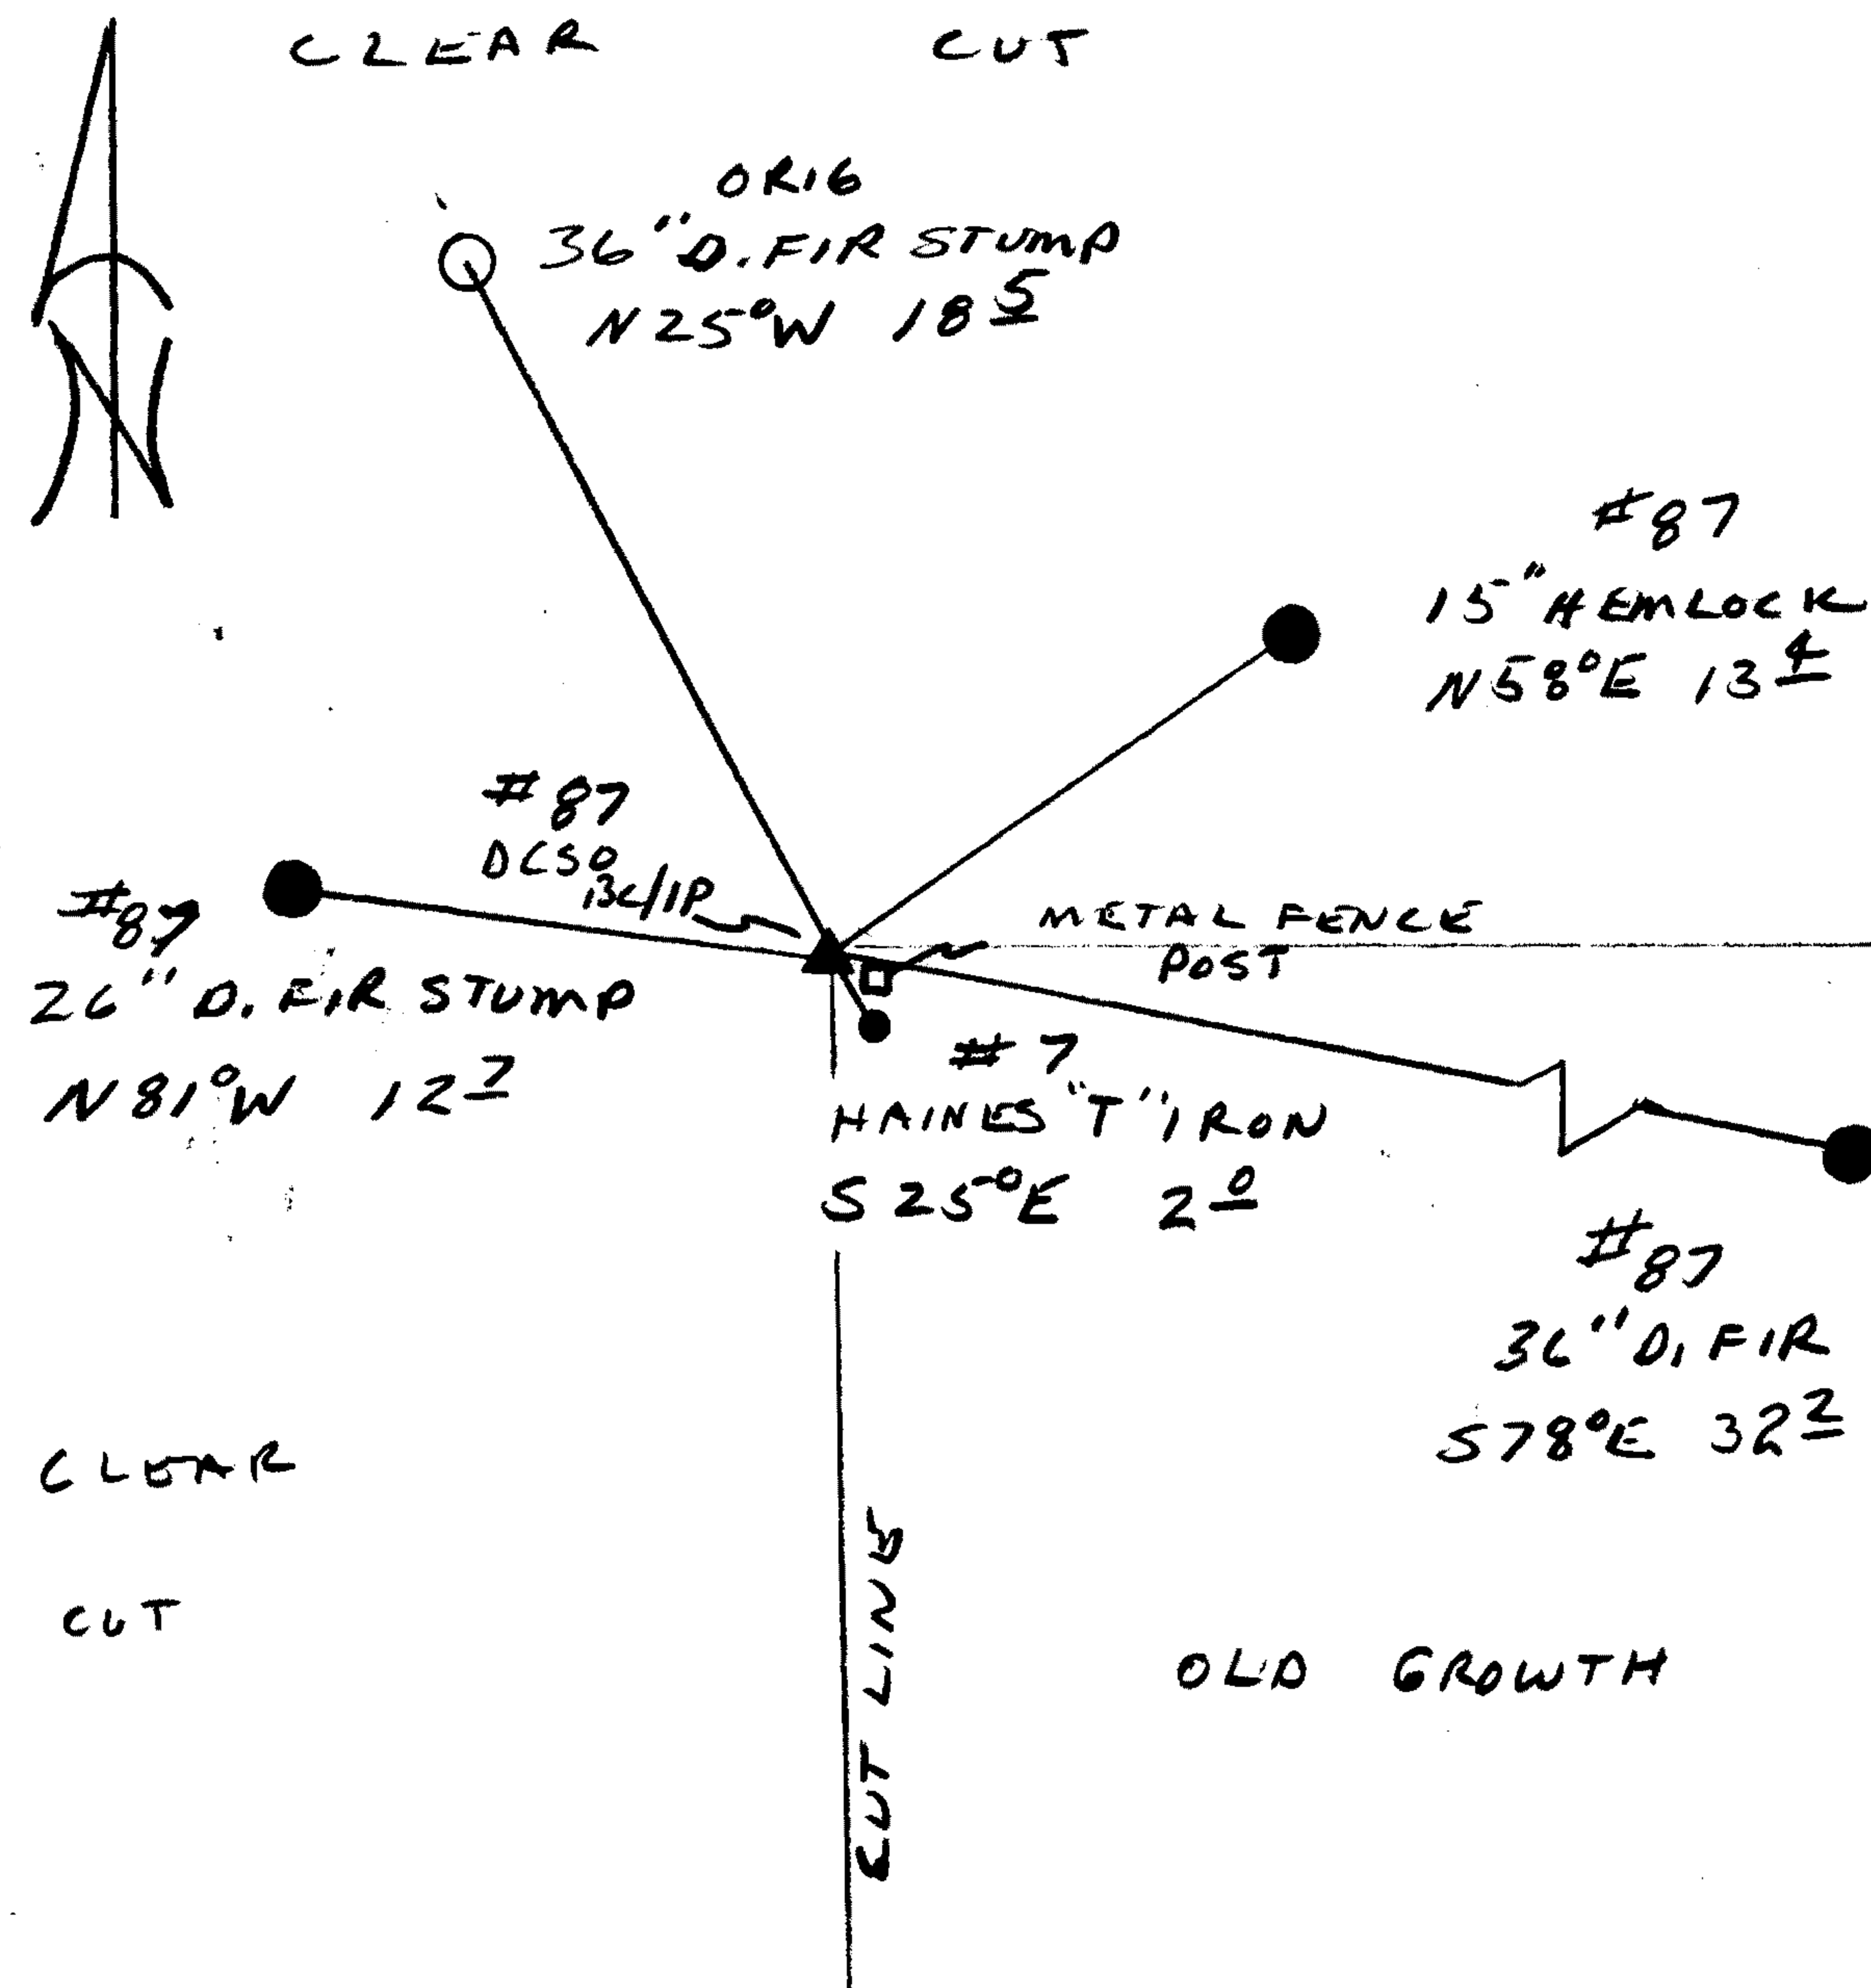 CLEAR CUT
N
ORIG
36" D. FIR STUMP
N25°W 18 5
#87
15" HEMLOCK
N58°E 13 4
#87
DCSO
BC/IP
#87
26" D. FIR STUMP
N81°W 12 7
METAL FENCE
POST
#7
HAINES "T" IRON
S25°E 2 0
#87
36" D. FIR
S78°E 32 2
CLEAR
CUT
CUT LINE
OLD GROWTH